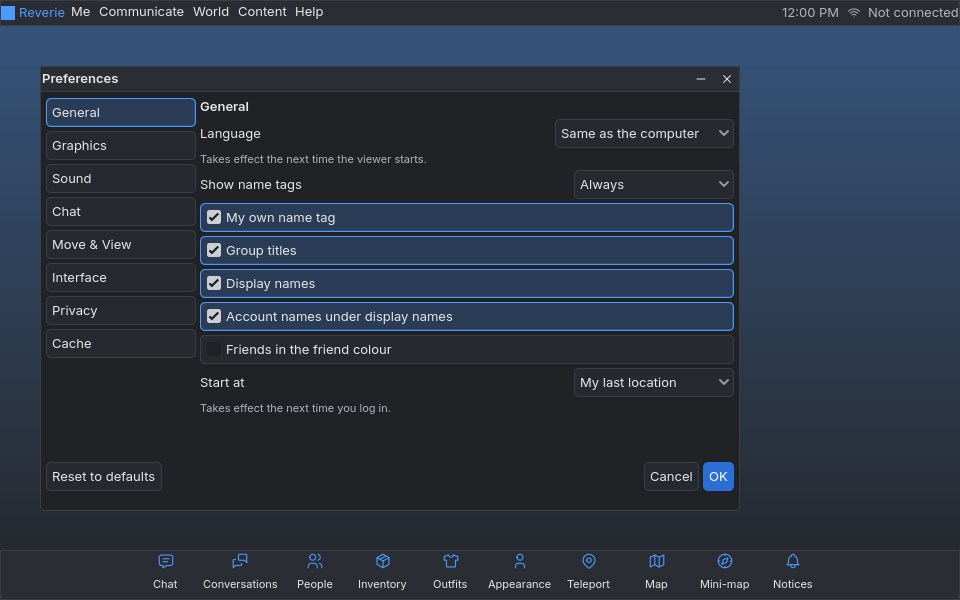 Reverie Me Communicate World Content Help 12:00 PM Not connected
Preferences
General
Graphics
Sound
Chat
Move & View
Interface
Privacy
Cache
General
Language Same as the computer
Takes effect the next time the viewer starts.
Show name tags Always
My own name tag
Group titles
Display names
Account names under display names
Friends in the friend colour
Start at My last location
Takes effect the next time you log in.
Reset to defaults Cancel OK
Chat Conversations People Inventory Outfits Appearance Teleport Map Mini-map Notices